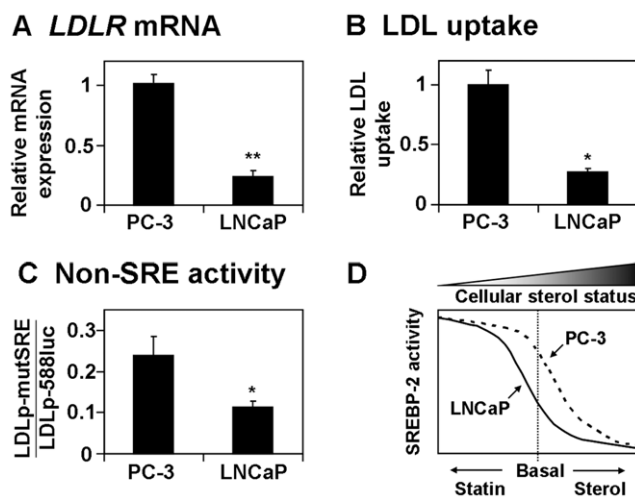 A LDLR mRNA
Relative mRNA
expression
1
0.5
0
**
PC-3 LNCaP
B LDL uptake
Relative LDL
uptake
1
0.5
0
*
PC-3 LNCaP
C Non-SRE activity
LDLp-mutSRE
LDLp-588luc
0.3
0.2
0.1
0
*
PC-3 LNCaP
D
Cellular sterol status
SREBP-2 activity
PC-3
LNCaP
Basal
Statin Sterol